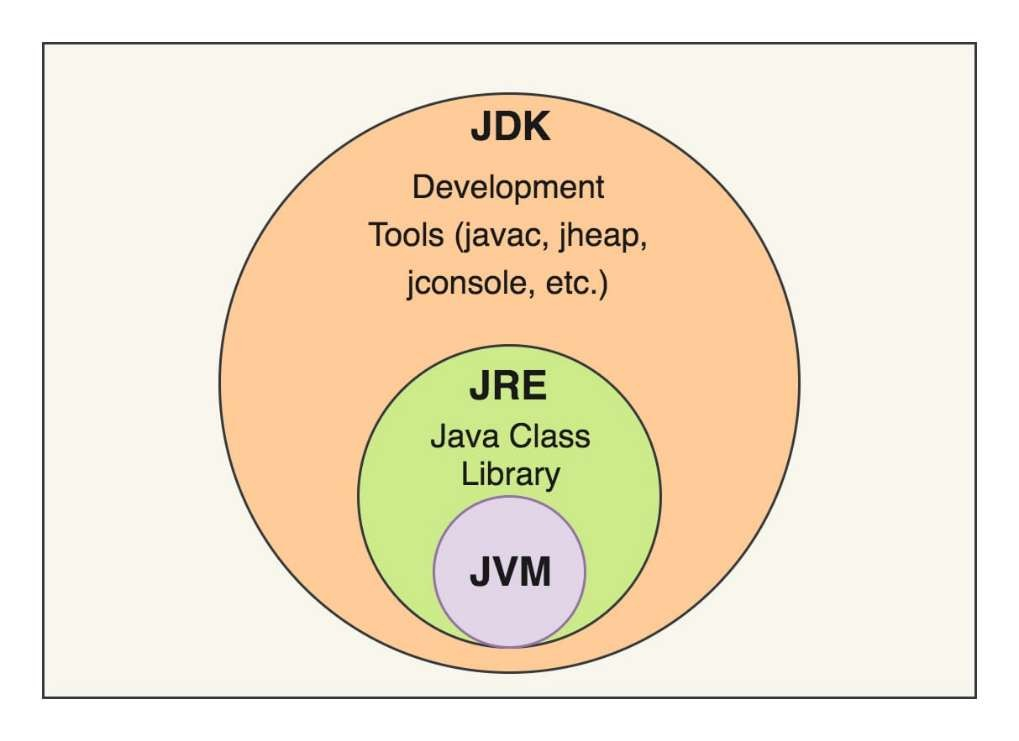 JDK
Development
Tools (javac, jheap,
jconsole, etc.)
JRE
Java Class
Library
JVM